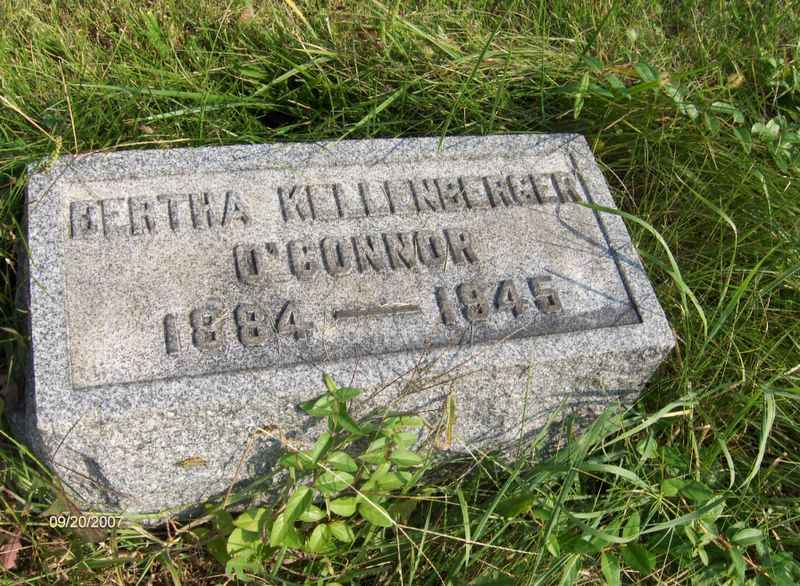 BERTHA KELLENBERGER
O'CONNOR
1884 — 1945
09/20/2007